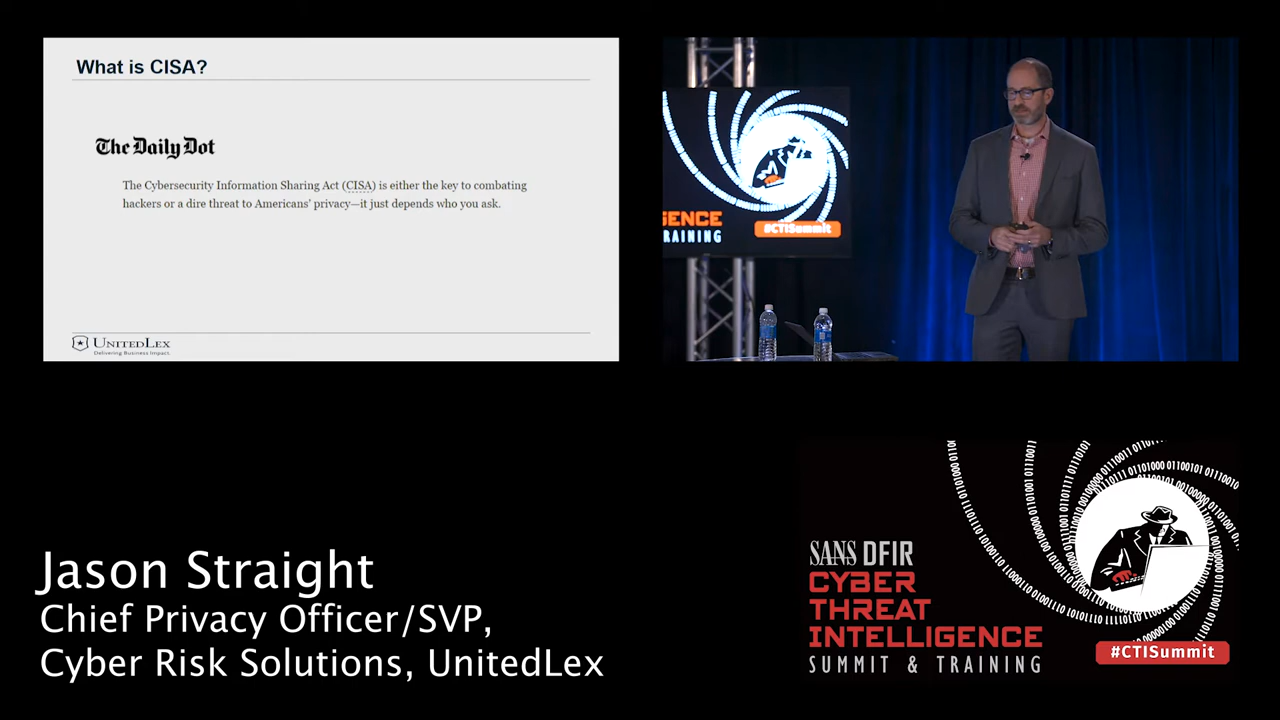 What is CISA?
The Daily Dot
The Cybersecurity Information Sharing Act (CISA) is either the key to combating
hackers or a dire threat to Americans' privacy—it just depends who you ask.
UNITEDLEX
Delivering Business Impact.
GENCE
RAINING
#CTISummit
Jason Straight
Chief Privacy Officer/SVP,
Cyber Risk Solutions, UnitedLex
SANS DFIR
CYBER
THREAT
INTELLIGENCE
SUMMIT & TRAINING
#CTISummit